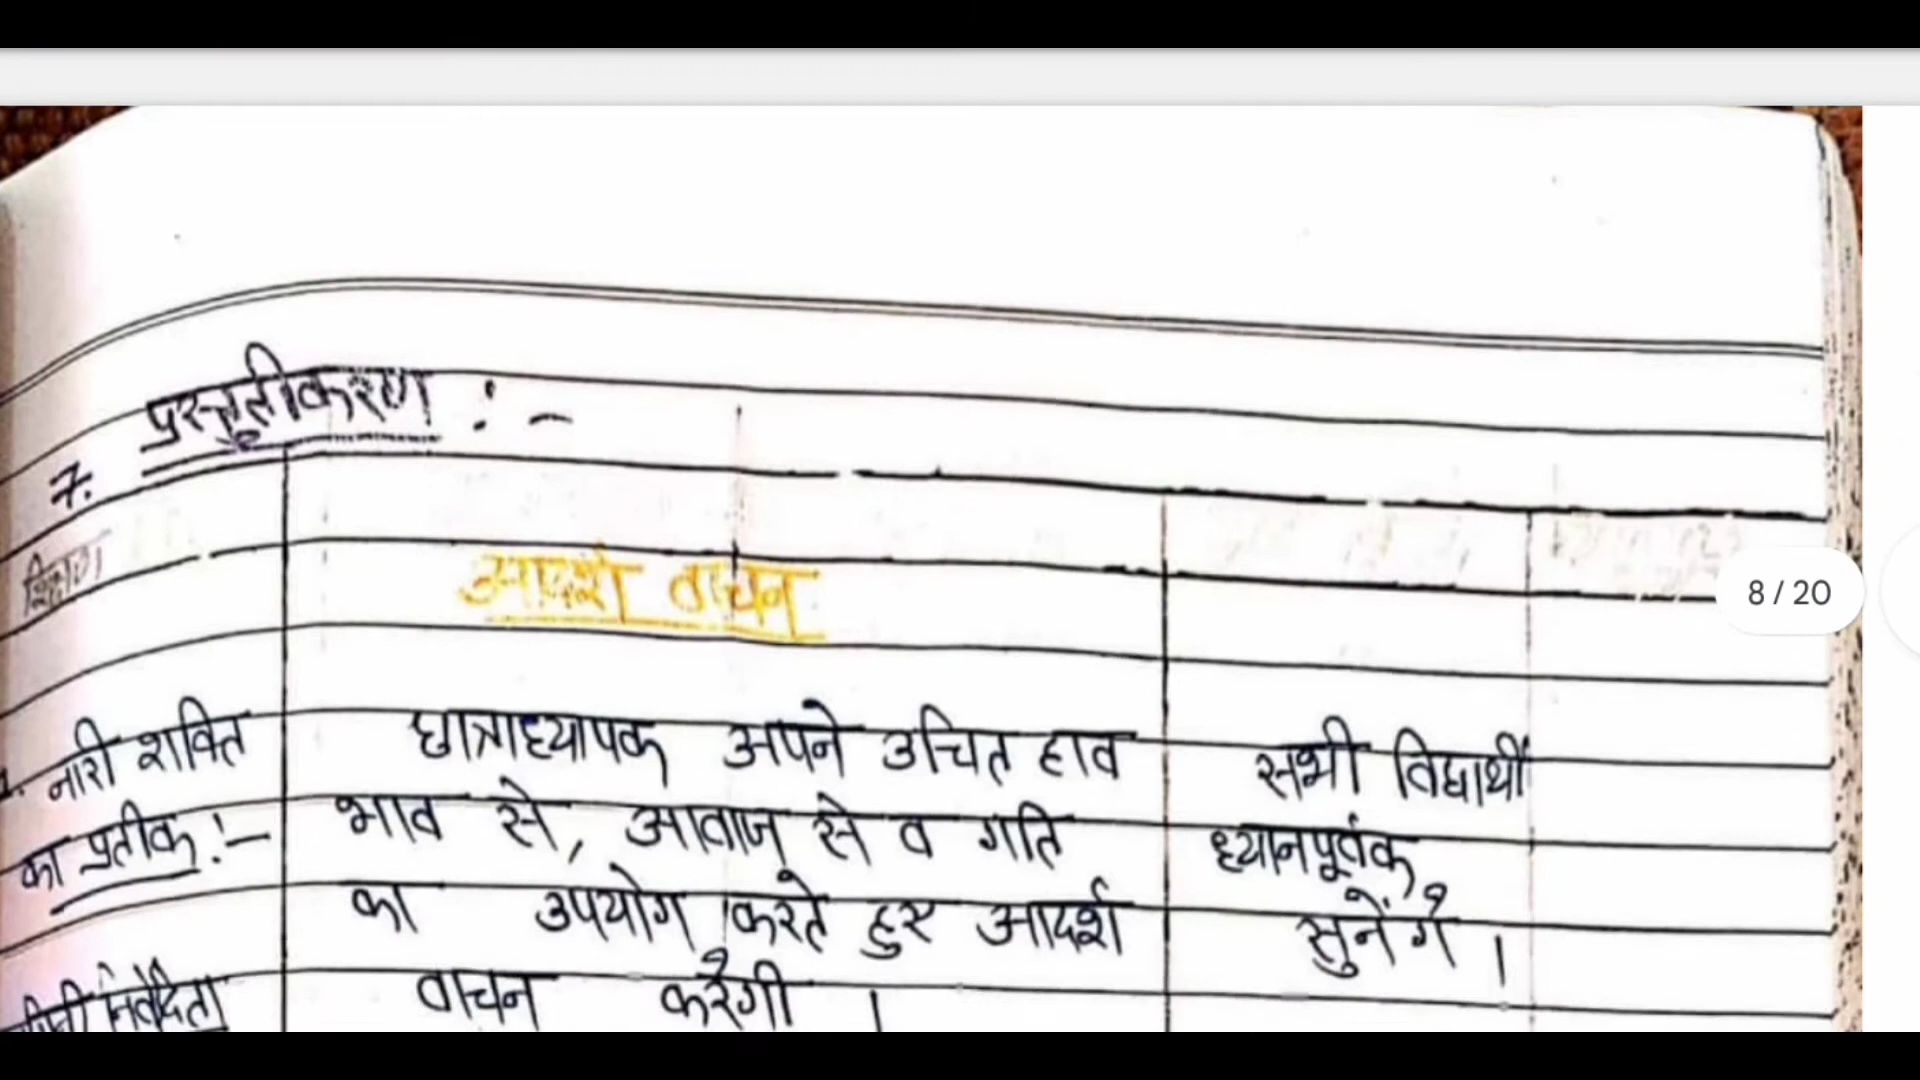 7. प्रस्तुतीकरण :-
शिक्षण
आदर्श वाचन
8 / 20
1. नारी शक्ति
का प्रतीक :-
निवेदिता
छात्राध्यापक अपने उचित हाव
भाव से, आवाज से व गति
का उपयोग करते हुए आदर्श
वाचन करेगी ।
सभी विद्यार्थी
ध्यानपूर्वक
सुनेंगे ।